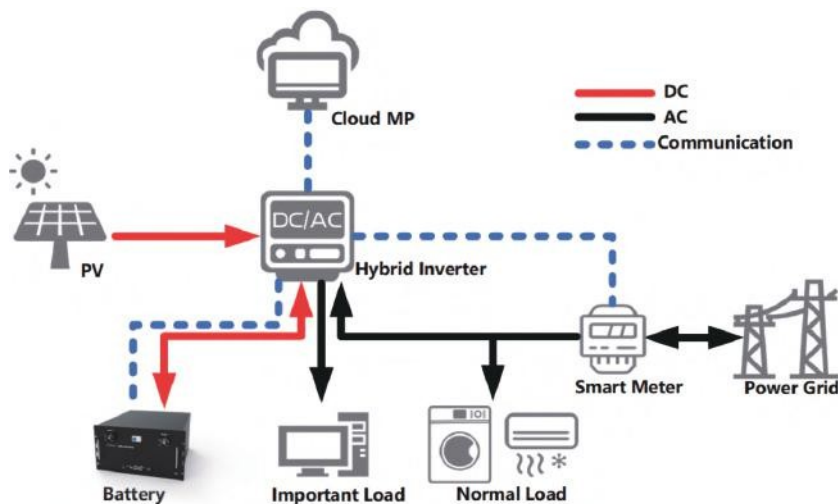 Cloud MP
DC
AC
Communication
DC/AC
PV
Hybrid Inverter
Smart Meter
Power Grid
Battery
Important Load
Normal Load